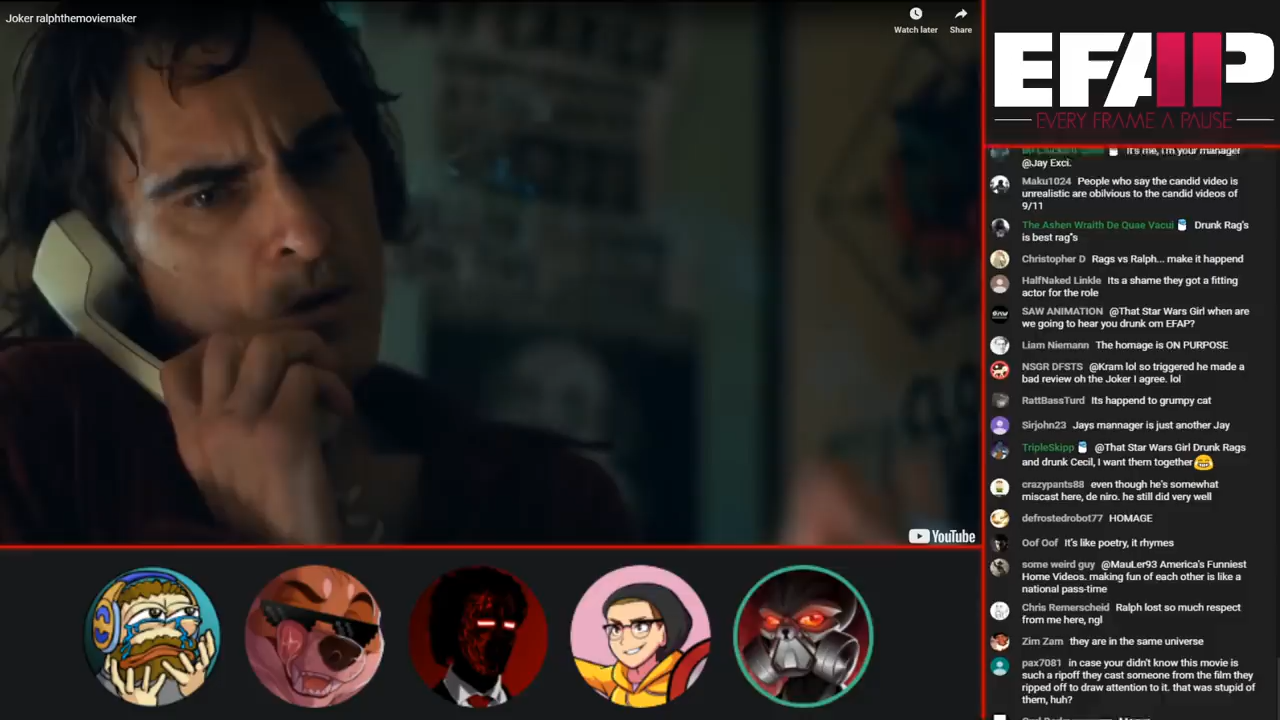 Joker ralphthemoviemaker
Watch later
Share
YouTube
EFAP
EVERY FRAME A PAUSE
It's me, I'm your manager
@Jay Exci.
Maku1024 People who say the candid video is
unrealistic are obilvious to the candid videos of
9/11
The Ashen Wraith De Quae Vacui Drunk Rag's
is best rag"s
Christopher D Rags vs Ralph... make it happend
HalfNaked Linkle Its a shame they got a fitting
actor for the role
SAW ANIMATION @That Star Wars Girl when are
we going to hear you drunk om EFAP?
Liam Niemann The homage is ON PURPOSE
NSGR DFSTS @Kram lol so triggered he made a
bad review oh the Joker I agree. lol
RattBassTurd Its happend to grumpy cat
Sirjohn23 Jays mannager is just another Jay
TripleSkipp @That Star Wars Girl Drunk Rags
and drunk Cecil, I want them together
crazypants88 even though he's somewhat
miscast here, de niro. he still did very well
defrostedrobot77 HOMAGE
Oof Oof It's like poetry, it rhymes
some weird guy @MauLer93 America's Funniest
Home Videos. making fun of each other is like a
national pass-time
Chris Remerscheid Ralph lost so much respect
from me here, ngl
Zim Zam they are in the same universe
pax7081 in case your didn't know this movie is
such a ripoff they cast someone from the film they
ripped off to draw attention to it. that was stupid of
them, huh?